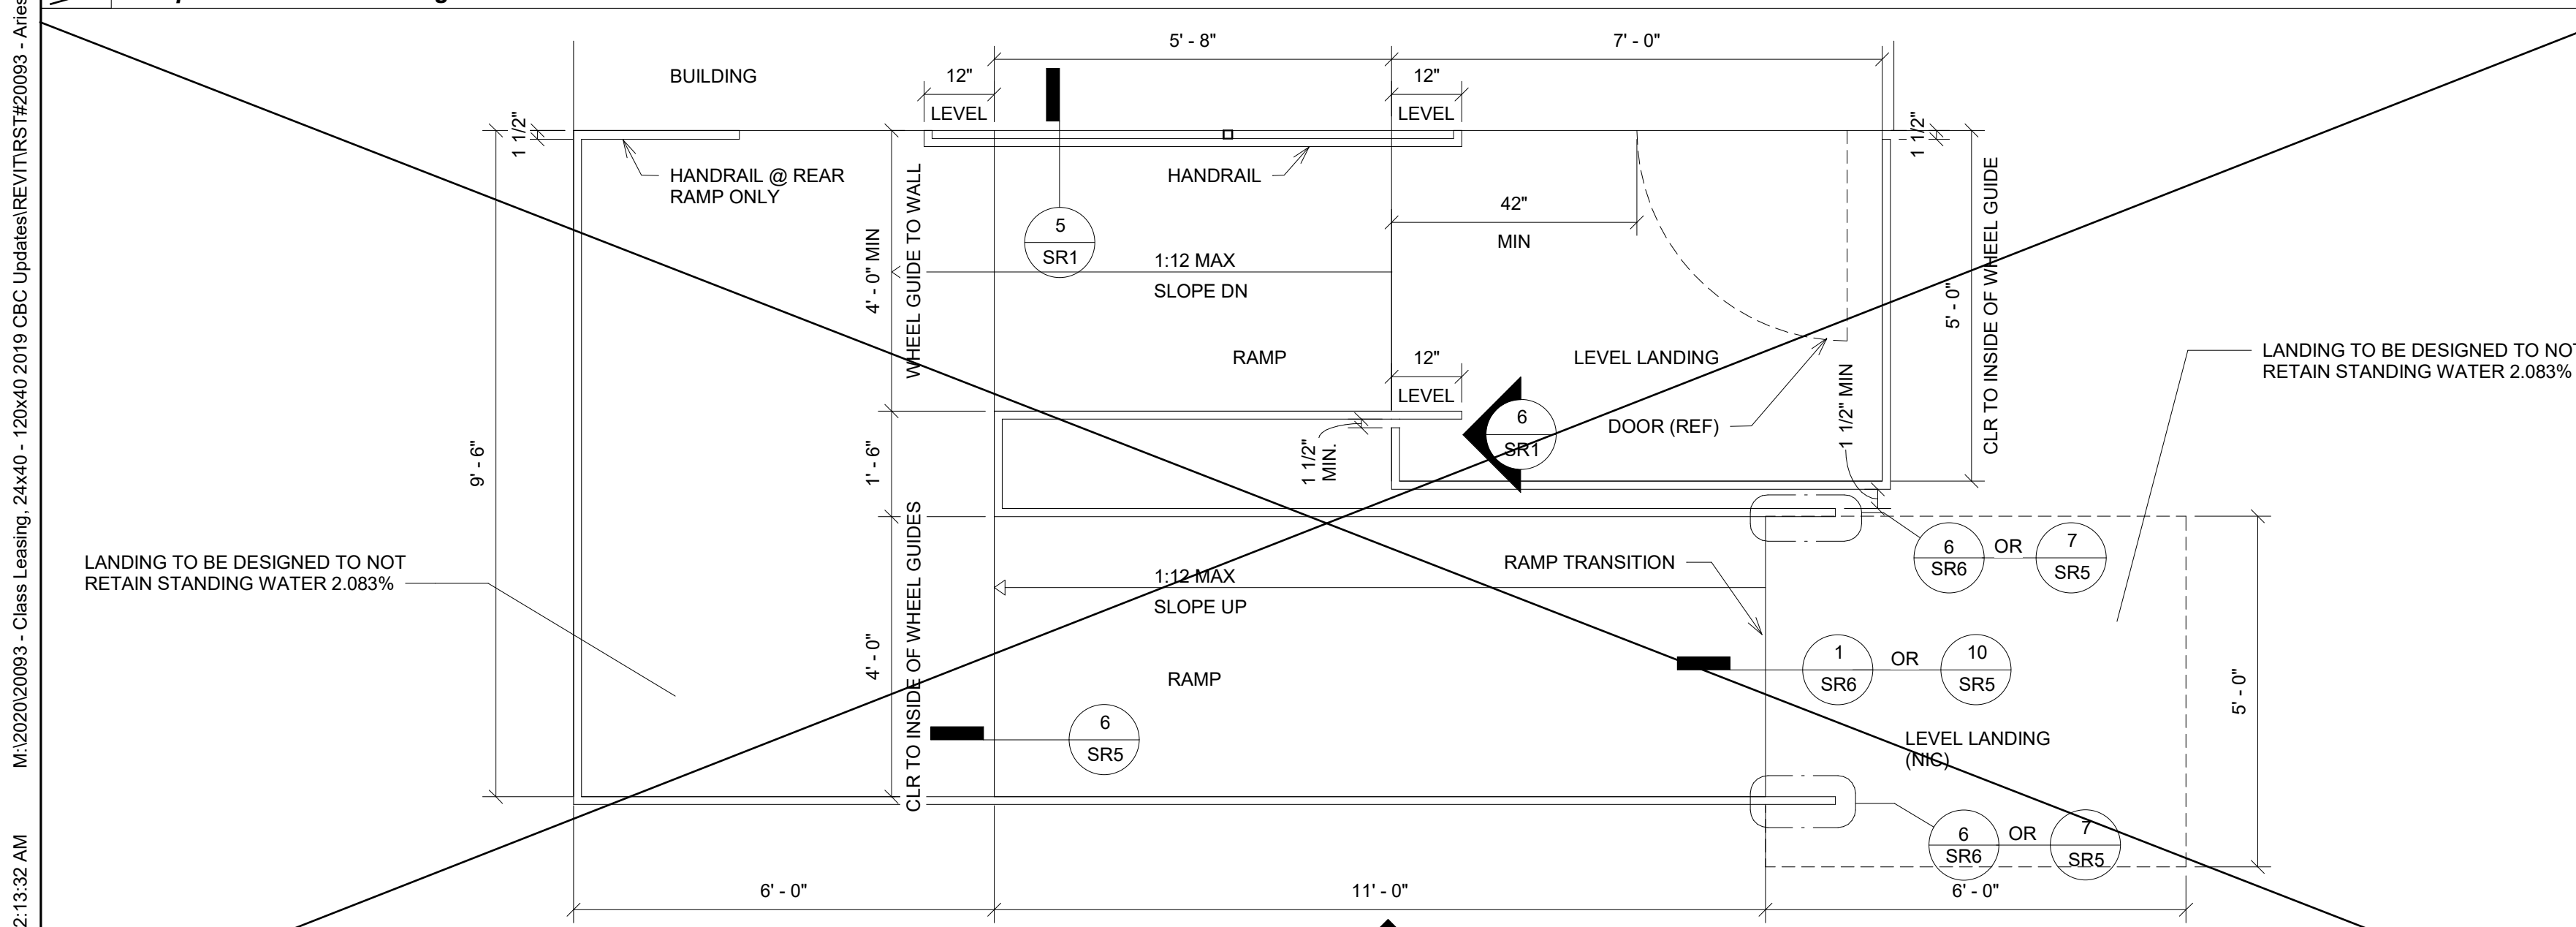 5' - 8"
7' - 0"
BUILDING
12"
LEVEL
12"
LEVEL
1 1/2"
1 1/2"
HANDRAIL @ REAR
RAMP ONLY
HANDRAIL
42"
MIN
5
SR1
4' - 0" MIN
WHEEL GUIDE TO WALL
1:12 MAX
SLOPE DN
5' - 0"
CLR TO INSIDE OF WHEEL GUIDE
RAMP
12"
LEVEL
LEVEL LANDING
LANDING TO BE DESIGNED TO NOT
RETAIN STANDING WATER 2.083%
DOOR (REF)
6
SR1
1 1/2" MIN
9' - 6"
1' - 6"
1 1/2"
MIN.
LANDING TO BE DESIGNED TO NOT
RETAIN STANDING WATER 2.083%
RAMP TRANSITION
6
SR6
OR
7
SR5
1:12 MAX
SLOPE UP
4' - 0"
CLR TO INSIDE OF WHEEL GUIDES
RAMP
1
SR6
OR
10
SR5
5' - 0"
6
SR5
LEVEL LANDING
(NIC)
6
SR6
OR
7
SR5
6' - 0"
11' - 0"
6' - 0"
2:13:32 AM
M:\2020\20093 - Class Leasing, 24x40 - 120x40 2019 CBC Updates\REVIT\RST#20093 - Aries